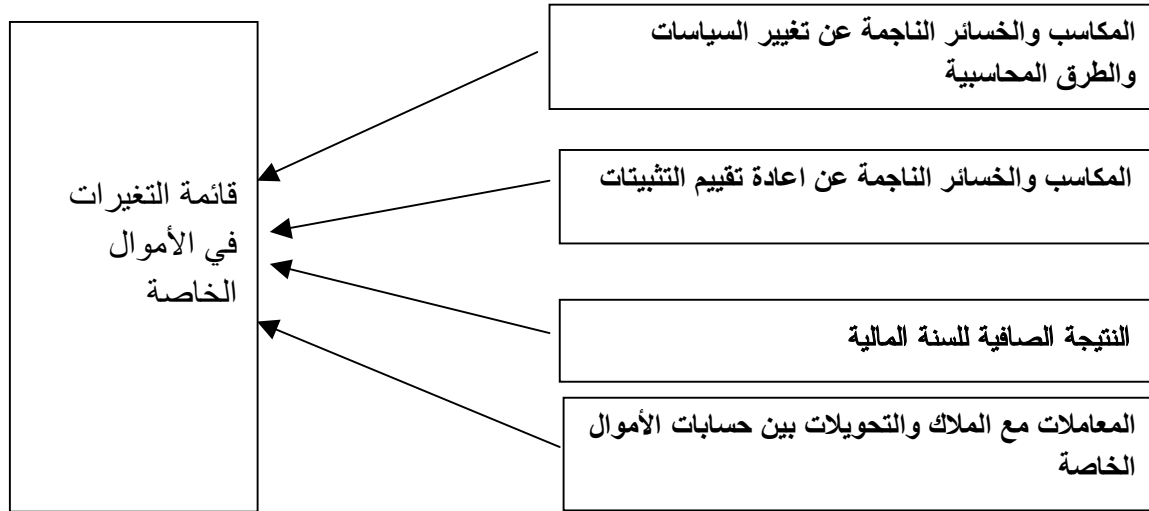 المكاسب والخسائر الناجمة عن تغيير السياسات
والطرق المحاسبية
المكاسب والخسائر الناجمة عن اعادة تقييم التثبيتات
قائمة التغيرات
في الأموال
الخاصة
النتيجة الصافية للسنة المالية
المعاملات مع الملاك والتحويلات بين حسابات الأموال
الخاصة